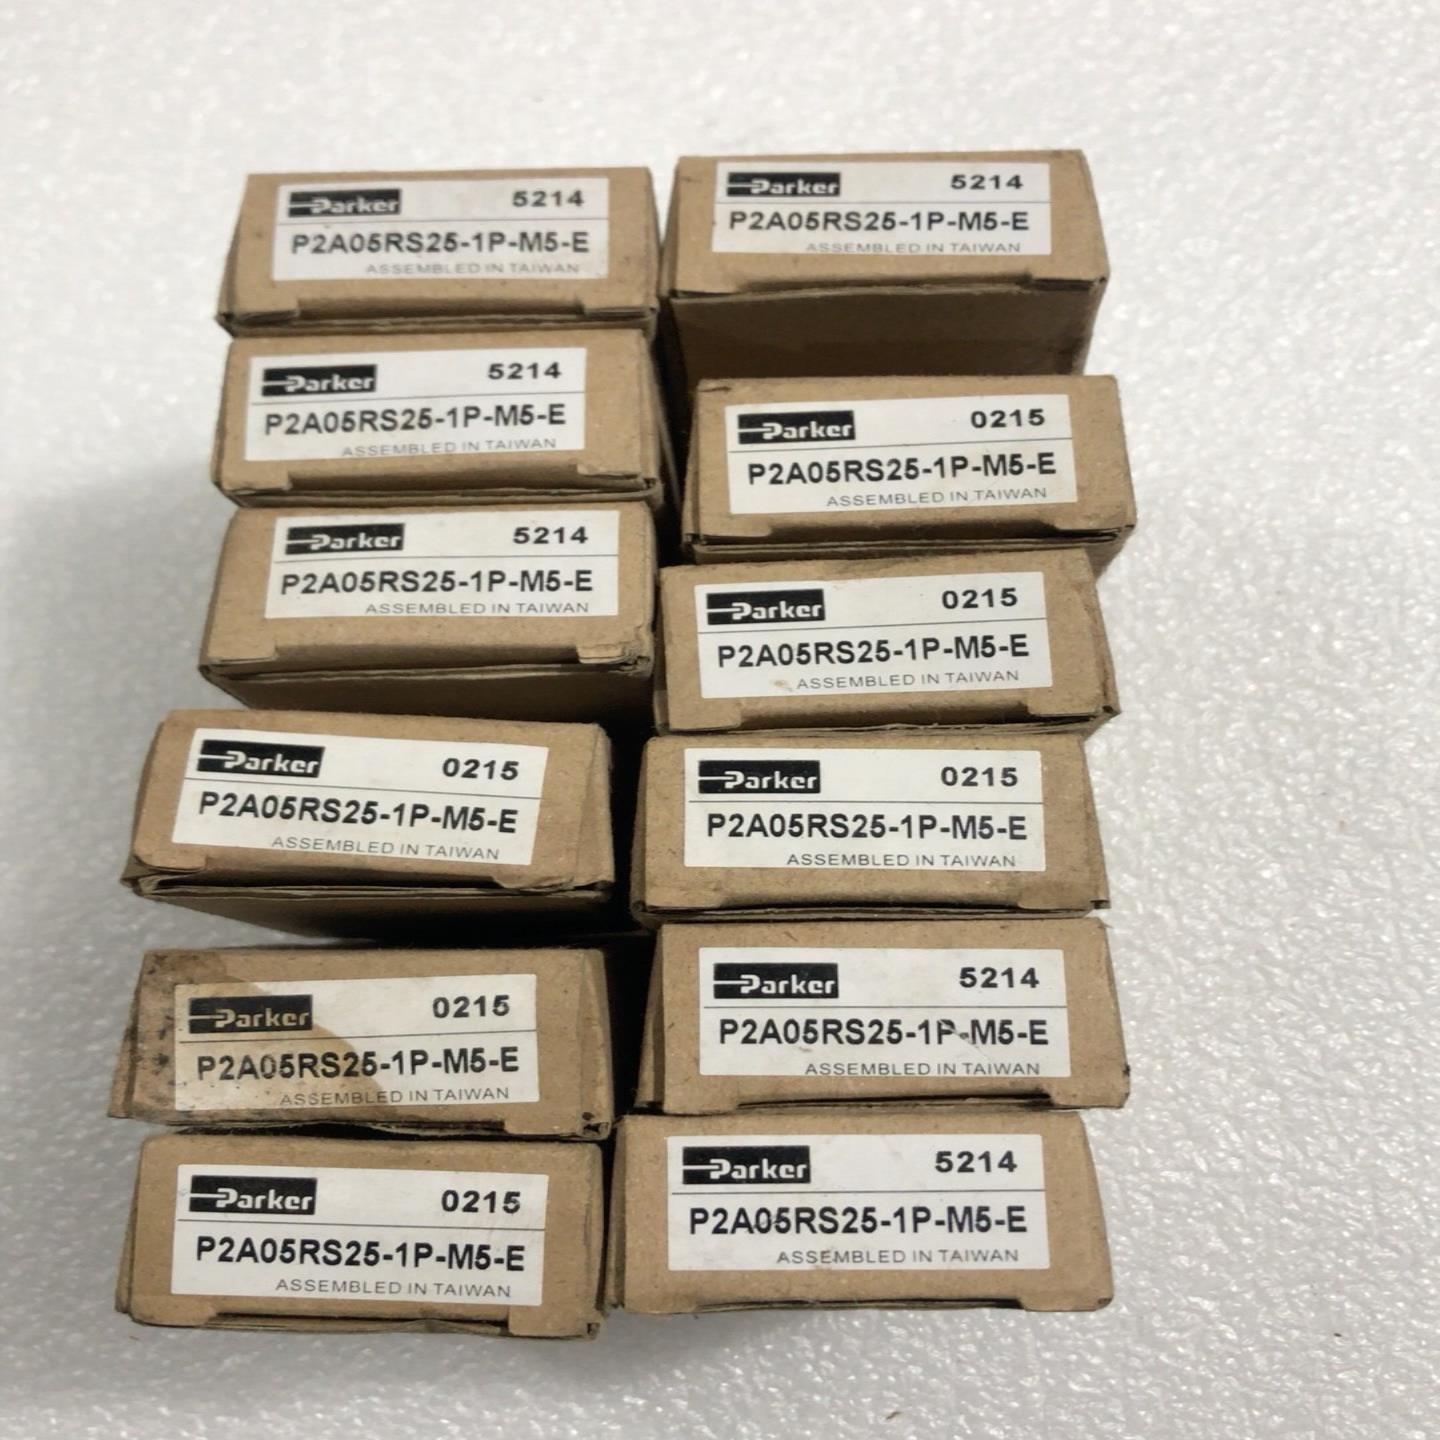 Parker 5214
P2A05RS25-1P-M5-E
ASSEMBLED IN TAIWAN
Parker 5214
P2A05RS25-1P-M5-E
ASSEMBLED IN TAIWAN
Parker 5214
P2A05RS25-1P-M5-E
ASSEMBLED IN TAIWAN
Parker 0215
P2A05RS25-1P-M5-E
ASSEMBLED IN TAIWAN
Parker 0215
P2A05RS25-1P-M5-E
ASSEMBLED IN TAIWAN
Parker 0215
P2A05RS25-1P-M5-E
ASSEMBLED IN TAIWAN
Parker 5214
P2A05RS25-1P-M5-E
ASSEMBLED IN TAIWAN
Parker 0215
P2A05RS25-1P-M5-E
ASSEMBLED IN TAIWAN
Parker 0215
P2A05RS25-1P-M5-E
ASSEMBLED IN TAIWAN
Parker 0215
P2A05RS25-1P-M5-E
ASSEMBLED IN TAIWAN
Parker 5214
P2A05RS25-1P-M5-E
ASSEMBLED IN TAIWAN
Parker 5214
P2A05RS25-1P-M5-E
ASSEMBLED IN TAIWAN